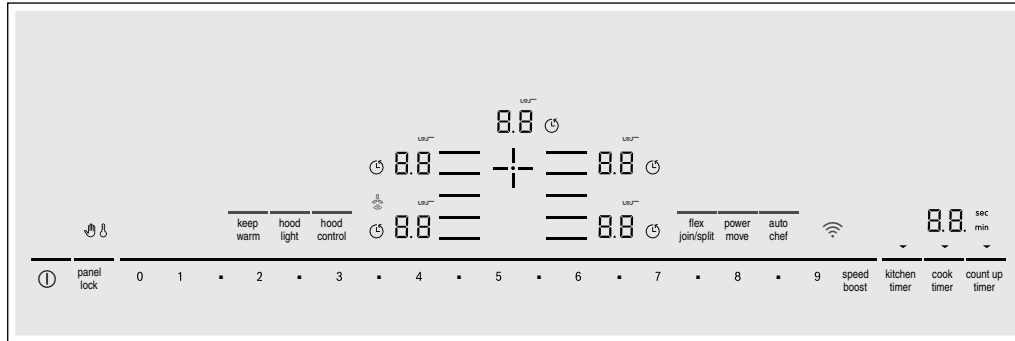 8.8
8.8 8.8
8.8 8.8
keep warm
hood light
hood control
flex join/split
power move
auto chef
8.8. sec
min
panel lock
0 1 · 2 · 3 · 4 · 5 · 6 · 7 · 8 · 9
speed boost
kitchen timer
cook timer
count up timer